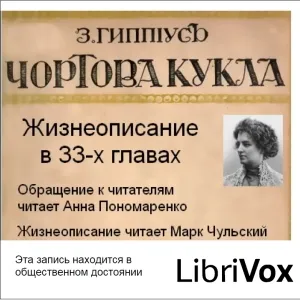 З. ГИППІУСЪ
ЧОРТОВА КУКЛА
Жизнеописание
в 33-х главах
Обращение к читателям
читает Анна Пономаренко
Жизнеописание читает Марк Чульский
Эта запись находится в
общественном достоянии
LibriVox